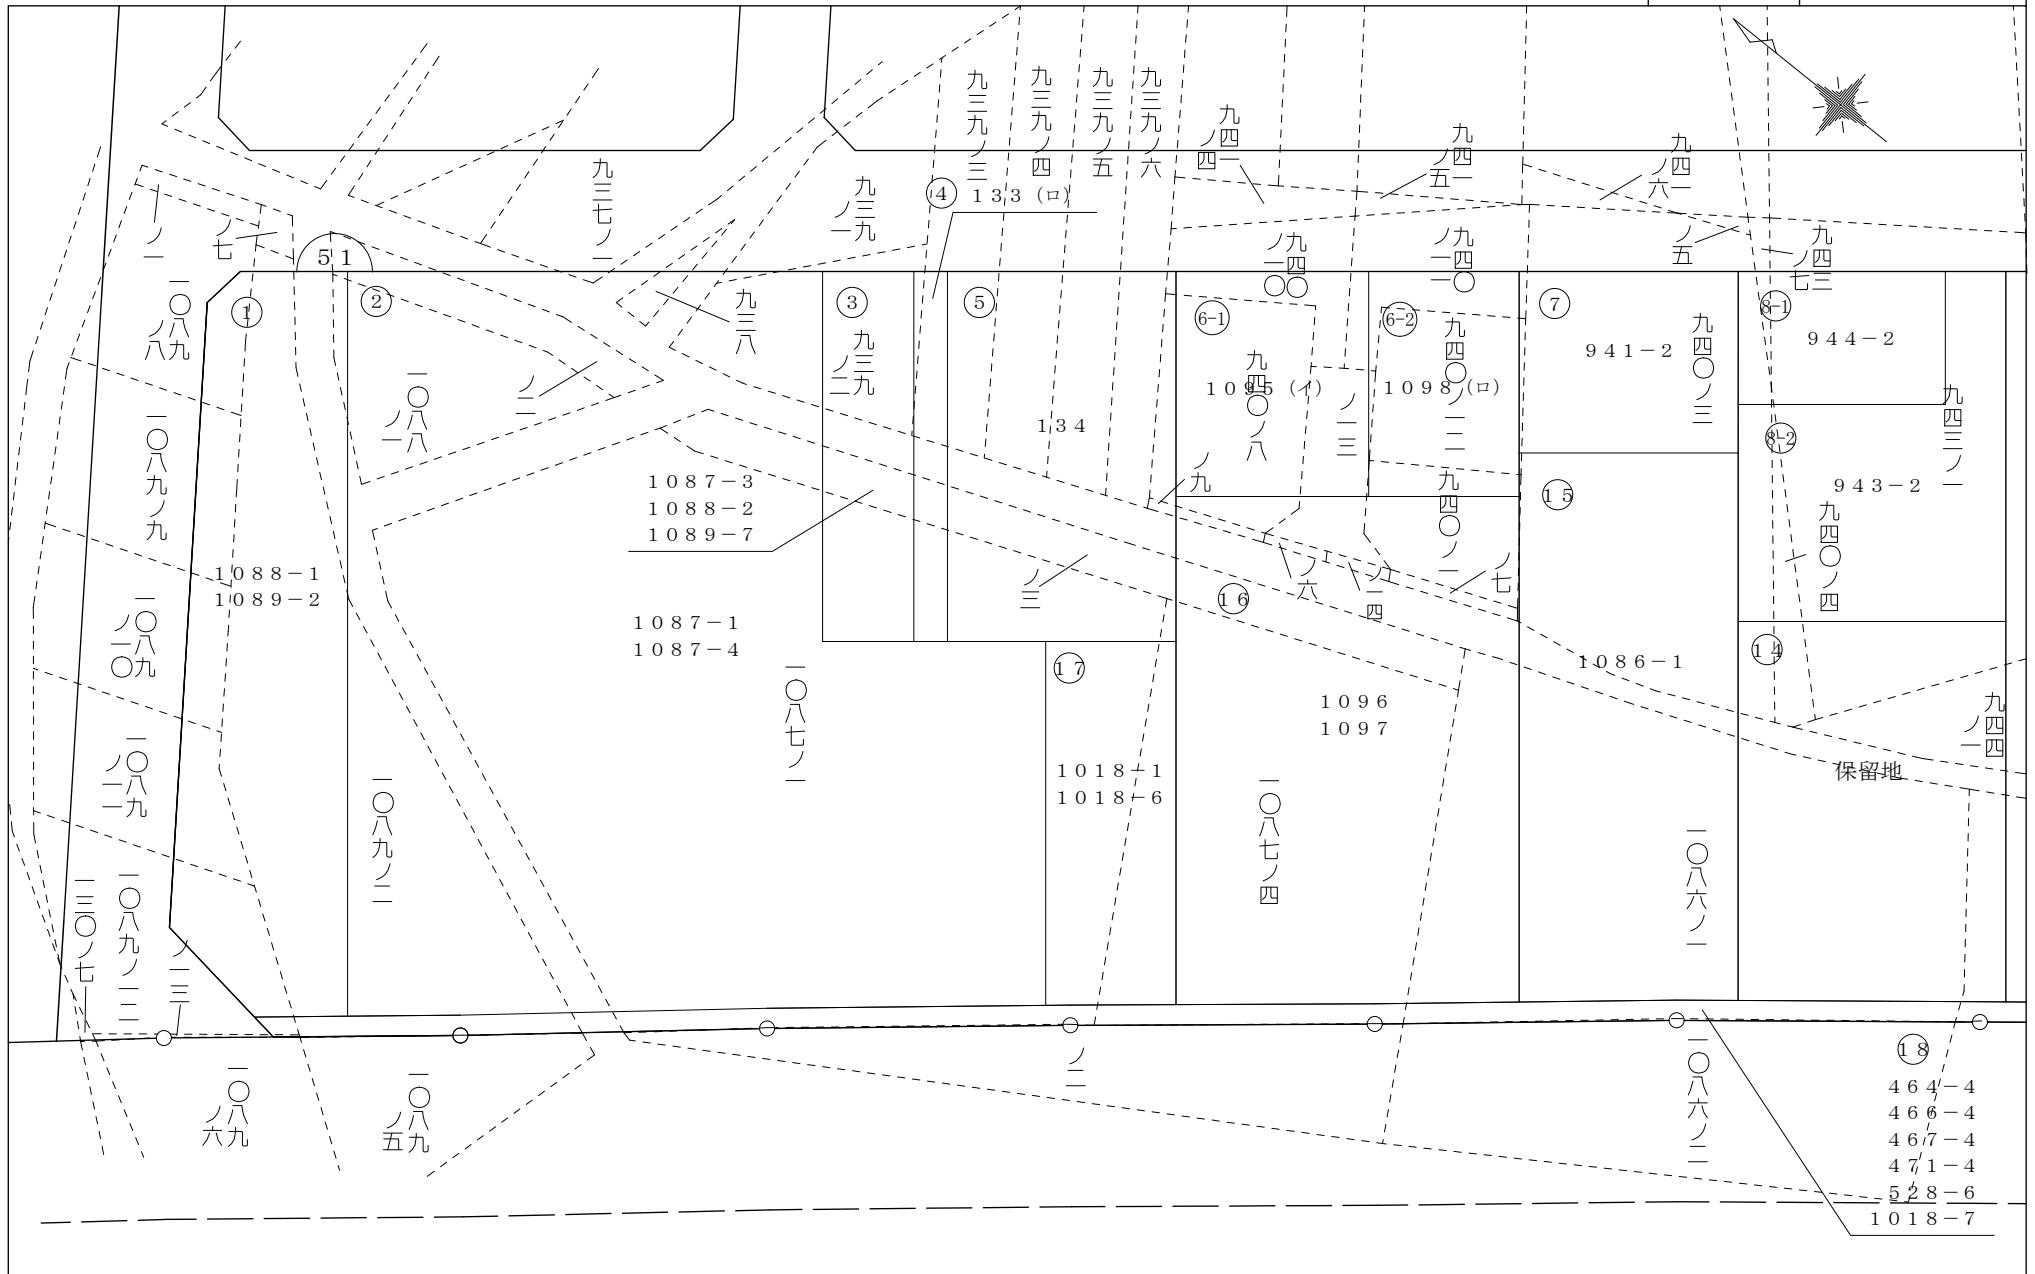 九三九ノ三
九三九ノ四
九三九ノ五
九三九ノ六
九四一
ノ四
九四一
ノ五
九四一
ノ六
九三七ノ一
九三九
ノ一
④
１３３（ロ）
ノ一
ノ七
５１
九四〇
ノ一〇
九四〇
ノ一一
ノ五
九四三
ノ七
一〇八九
ノ八
①
②
九三八
③
⑤
6-1
6-2
⑦
8-1
九三九
ノ二
９４１－２
九四〇ノ三
９４４－２
一〇八八
ノ一
ノ二
１３４
１０９５（イ）
九四〇ノ八
ノ一三
１０９８（ロ）
九四〇ノ一二
九四三ノ一
8-2
９４３－２
一〇八九ノ九
１０８７－３
１０８８－２
１０８９－７
ノ九
九四〇ノ一
⑮
九四〇ノ四
１０８８－１
１０８９－２
ノ三
⑯
ノ六
ノ一四
ノ七
一〇八九
ノ一〇
１０８７－１
１０８７－４
一〇八七ノ一
⑰
１０８６－１
⑭
１０９６
１０９７
九四四
ノ一
一〇八九
ノ一一
一〇八九ノ二
１０１８－１
１０１８－６
一〇八七ノ四
保留地
一〇八六ノ一
一三〇ノ七
一〇八九ノ一二
ノ一三
一〇八九
ノ六
一〇八九
ノ五
ノ二
一〇八六ノ二
⑱
４６４－４
４６６－４
４６７－４
４７１－４
５２８－６
１０１８－７